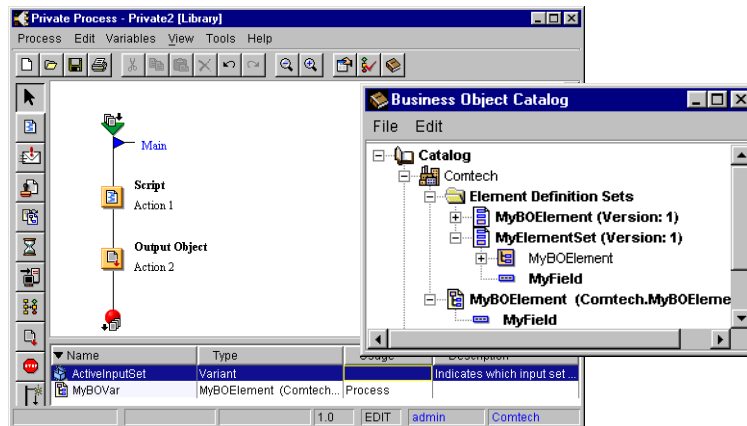 Private Process - Private2 [Library]
Process Edit Variables View Tools Help
Main
Script
Action 1
Output Object
Action 2
Business Object Catalog
File Edit
Catalog
Comtech
Element Definition Sets
MyBOElement (Version: 1)
MyElementSet (Version: 1)
MyBOElement
MyField
MyBOElement (Comtech.MyBOEleme
MyField
Name Type Usage Description
ActiveInputSet Variant Indicates which input set ...
MyBOVar MyBOElement (Comtech... Process
1.0 EDIT admin Comtech